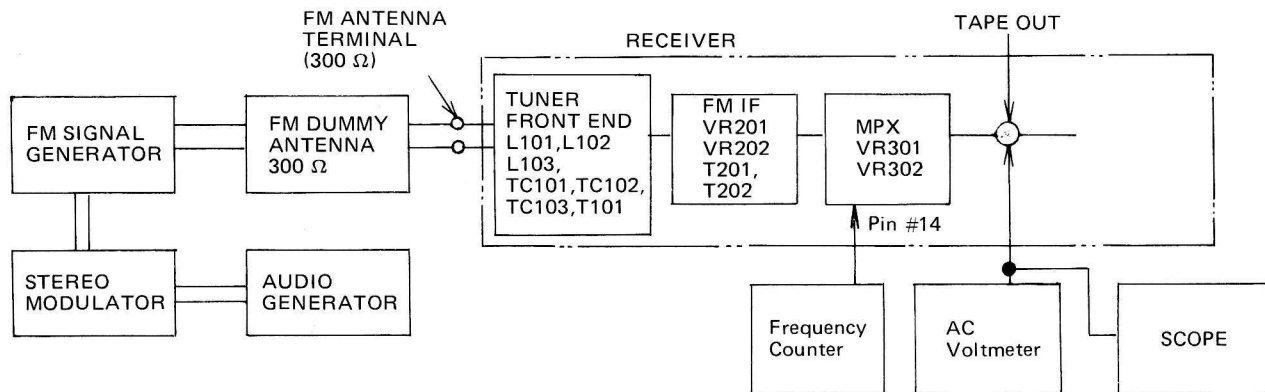 FM ANTENNA
TERMINAL
(300 Ω)
RECEIVER
TAPE OUT
FM SIGNAL
GENERATOR
FM DUMMY
ANTENNA
300 Ω
TUNER
FRONT END
L101,L102
L103,
TC101,TC102,
TC103,T101
FM IF
VR201
VR202
T201,
T202
MPX
VR301
VR302
Pin #14
STEREO
MODULATOR
AUDIO
GENERATOR
Frequency
Counter
AC
Voltmeter
SCOPE